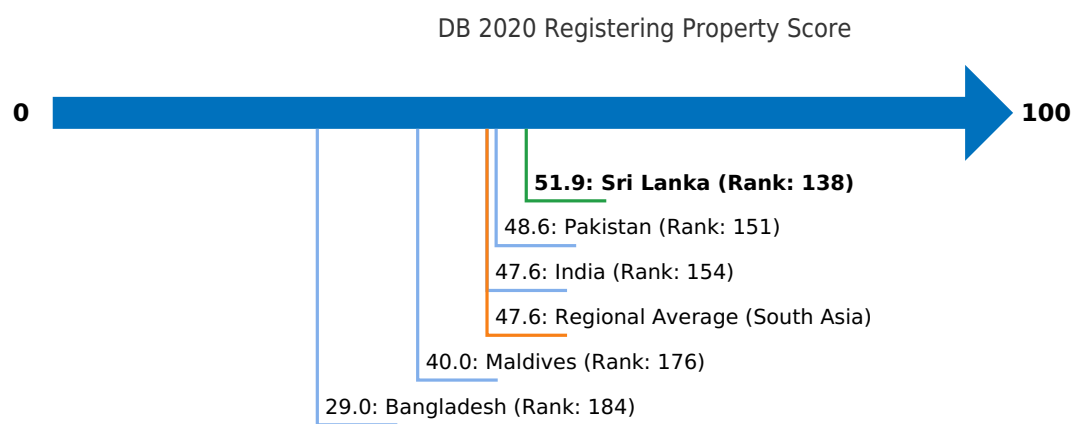 DB 2020 Registering Property Score
0
100
51.9: Sri Lanka (Rank: 138)
48.6: Pakistan (Rank: 151)
47.6: India (Rank: 154)
47.6: Regional Average (South Asia)
40.0: Maldives (Rank: 176)
29.0: Bangladesh (Rank: 184)